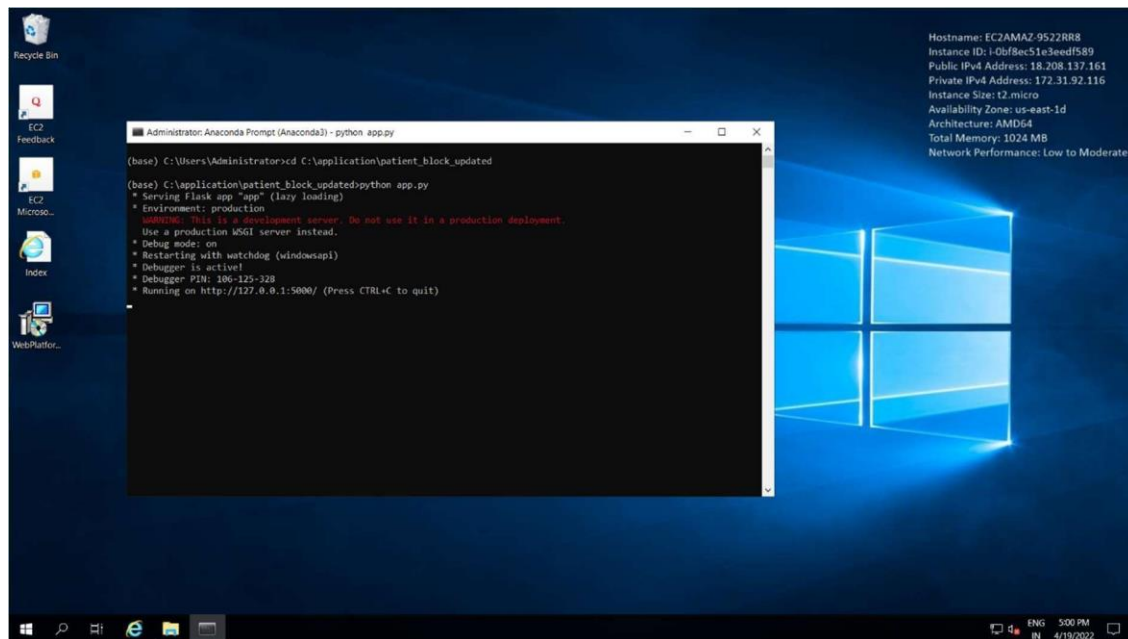 Recycle Bin
EC2
Feedback
EC2
Microso...
Index
WebPlatfor...
Hostname: EC2AMAZ-9522RR8
Instance ID: i-0bf8ec51e3eedf589
Public IPv4 Address: 18.208.137.161
Private IPv4 Address: 172.31.92.116
Instance Size: t2.micro
Availability Zone: us-east-1d
Architecture: AMD64
Total Memory: 1024 MB
Network Performance: Low to Moderate
Administrator: Anaconda Prompt (Anaconda3) - python app.py
(base) C:\Users\Administrator>cd C:\application\patient_block_updated
(base) C:\application\patient_block_updated>python app.py
* Serving Flask app "app" (lazy loading)
* Environment: production
WARNING: This is a development server. Do not use it in a production deployment.
Use a production WSGI server instead.
* Debug mode: on
* Restarting with watchdog (windowsapi)
* Debugger is active!
* Debugger PIN: 106-125-328
* Running on http://127.0.0.1:5000/ (Press CTRL+C to quit)
ENG
IN
5:00 PM
4/19/2022